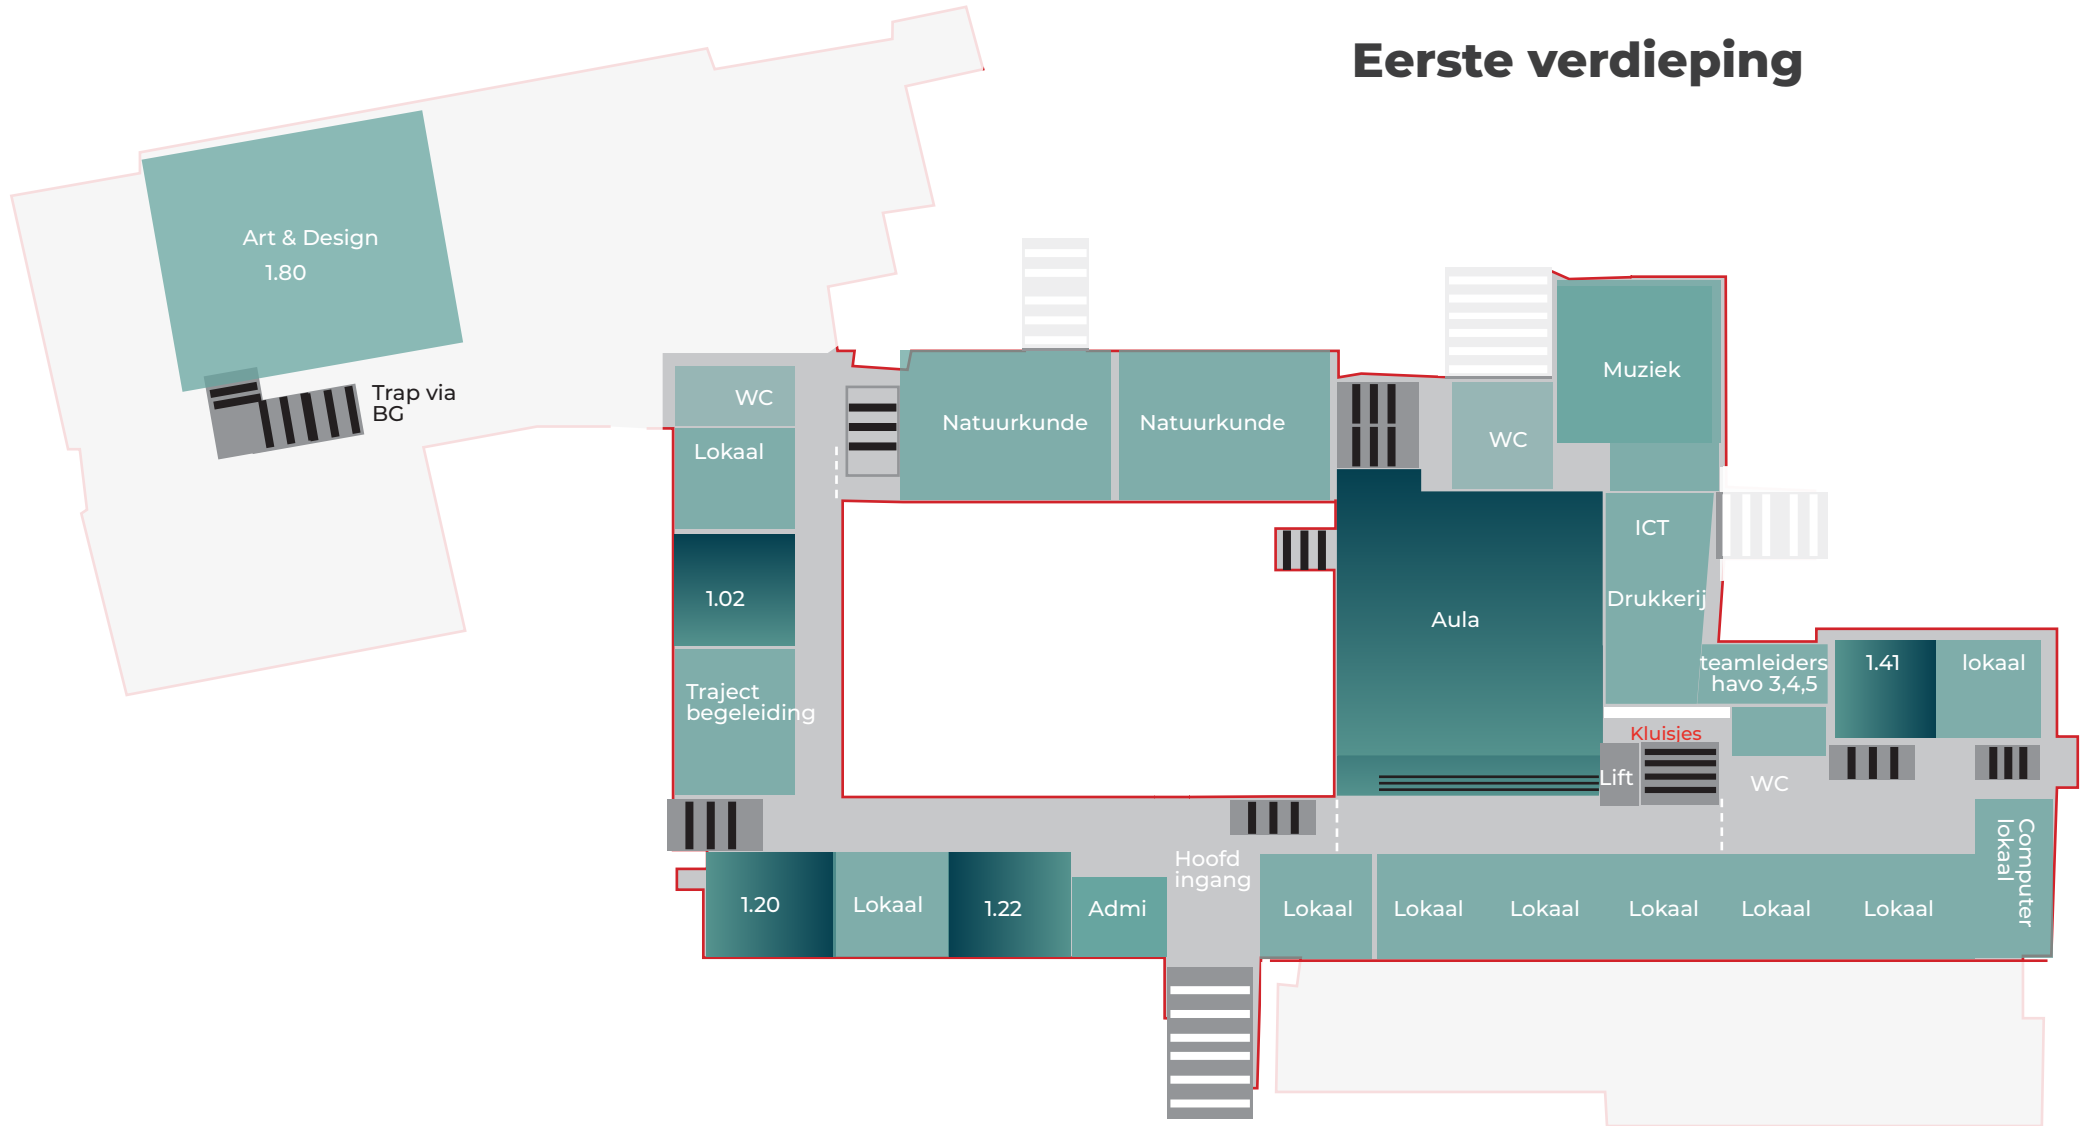 Eerste verdieping
Art & Design
1.80
Trap via
BG
WC
Lokaal
1.02
Traject
begeleiding
Natuurkunde
Natuurkunde
WC
Muziek
ICT
Drukkerij
Aula
teamleiders
havo 3,4,5
1.41
lokaal
Kluisjes
Lift
WC
Hoofd
ingang
1.20
Lokaal
1.22
Admi
Lokaal
Lokaal
Lokaal
Lokaal
Lokaal
Lokaal
Computer
lokaal